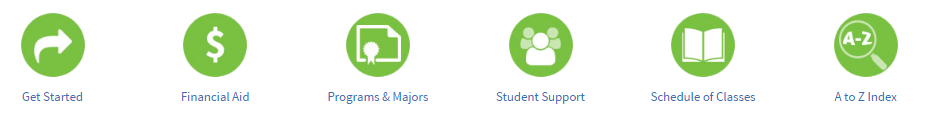 $
A-Z
Get Started
Financial Aid
Programs & Majors
Student Support
Schedule of Classes
A to Z Index